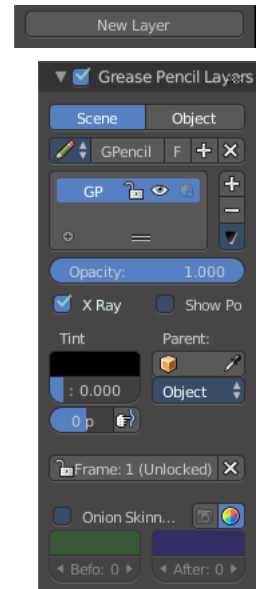 New Layer
Grease Pencil Layers
Scene Object
GPencil F
GP
Opacity: 1.000
X Ray Show Po
Tint Parent:
: 0.000 Object
0 p
Frame: 1 (Unlocked)
Onion Skinn...
Befo: 0 After: 0